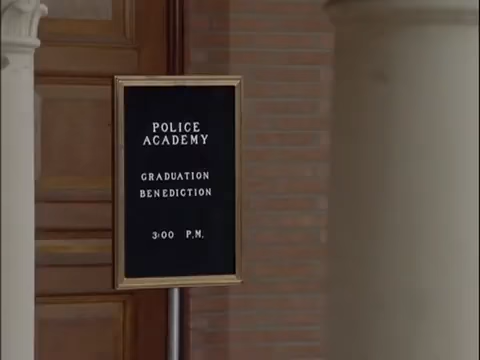 POLICE
ACADEMY
GRADUATION
BENEDICTION
3:00 P.M.